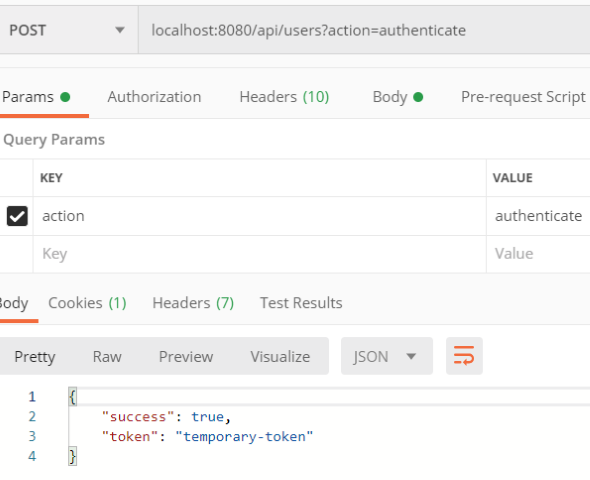 POST localhost:8080/api/users?action=authenticate
Params Authorization Headers (10) Body Pre-request Script
Query Params
KEY VALUE
action authenticate
Key Value
Body Cookies (1) Headers (7) Test Results
Pretty Raw Preview Visualize JSON
1 {
2 "success": true,
3 "token": "temporary-token"
4 }